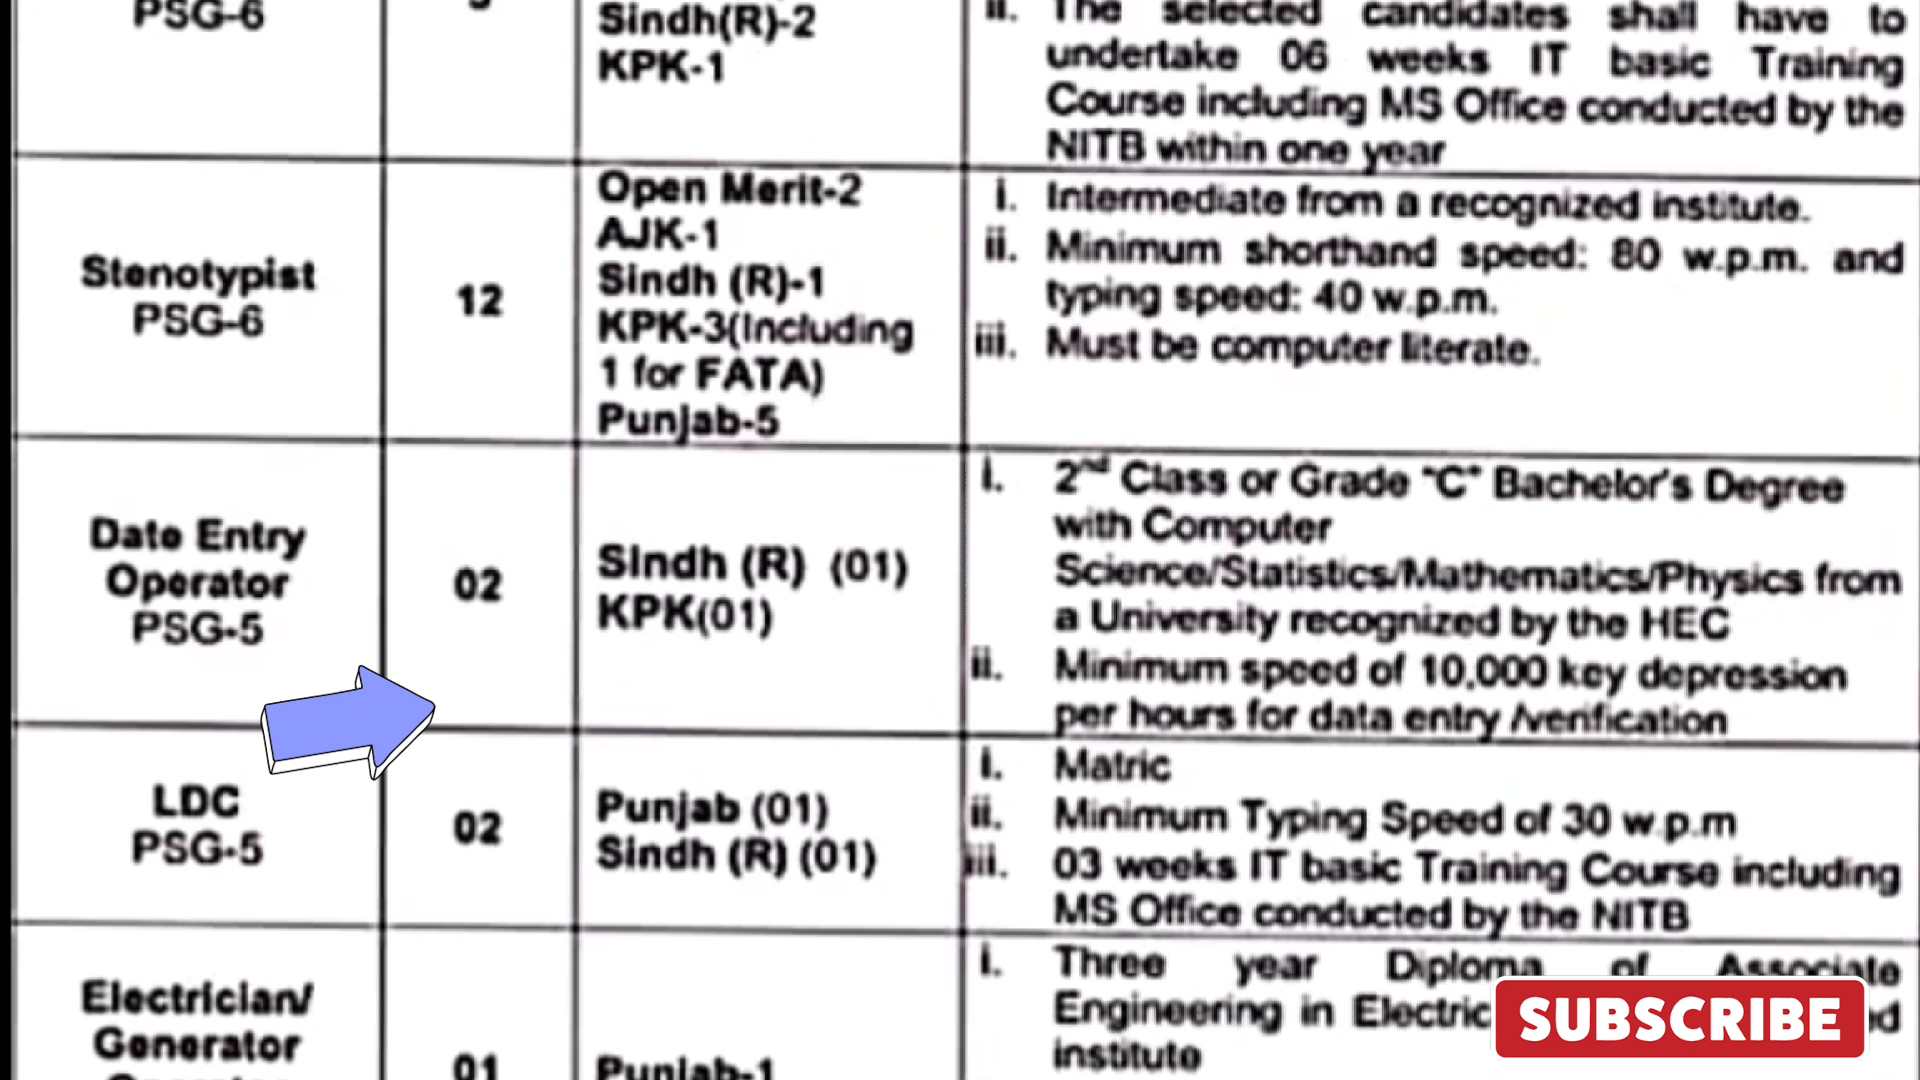 PSG-6
Sindh(R)-2
KPK-1
ii. The selected candidates shall have to
undertake 06 weeks IT basic Training
Course including MS Office conducted by the
NITB within one year
Stenotypist
PSG-6
12
Open Merit-2
AJK-1
Sindh (R)-1
KPK-3(Including
1 for FATA)
Punjab-5
i. Intermediate from a recognized institute.
ii. Minimum shorthand speed: 80 w.p.m. and
typing speed: 40 w.p.m.
iii. Must be computer literate.
Date Entry
Operator
PSG-5
02
Sindh (R) (01)
KPK(01)
i. 2nd Class or Grade "C" Bachelor's Degree
with Computer
Science/Statistics/Mathematics/Physics from
a University recognized by the HEC
ii. Minimum speed of 10,000 key depression
per hours for data entry /verification
LDC
PSG-5
02
Punjab (01)
Sindh (R) (01)
i. Matric
ii. Minimum Typing Speed of 30 w.p.m
iii. 03 weeks IT basic Training Course including
MS Office conducted by the NITB
Electrician/
Generator
01
Punjab-1
i. Three year Diploma of Associate
Engineering in Electric
institute
SUBSCRIBE